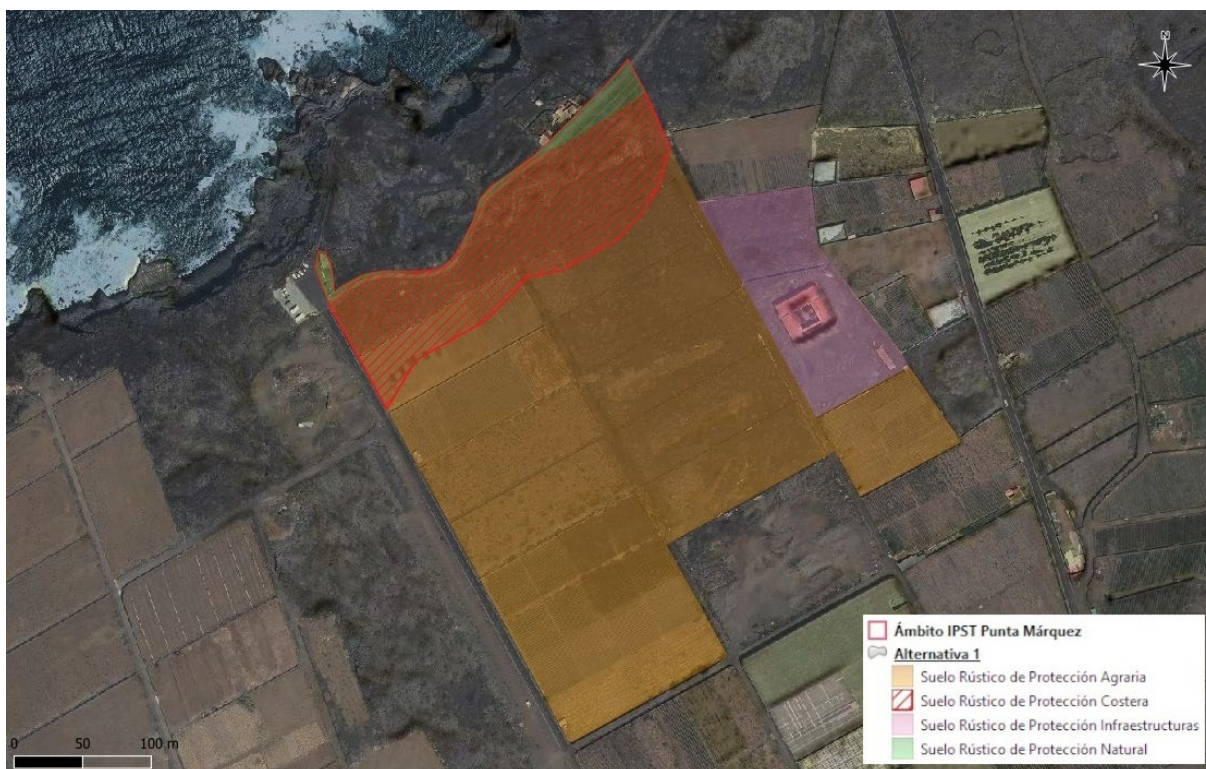 N
Ámbito IPST Punta Márquez
Alternativa 1
Suelo Rústico de Protección Agraria
Suelo Rústico de Protección Costera
Suelo Rústico de Protección Infraestructuras
Suelo Rústico de Protección Natural
0 50 100 m